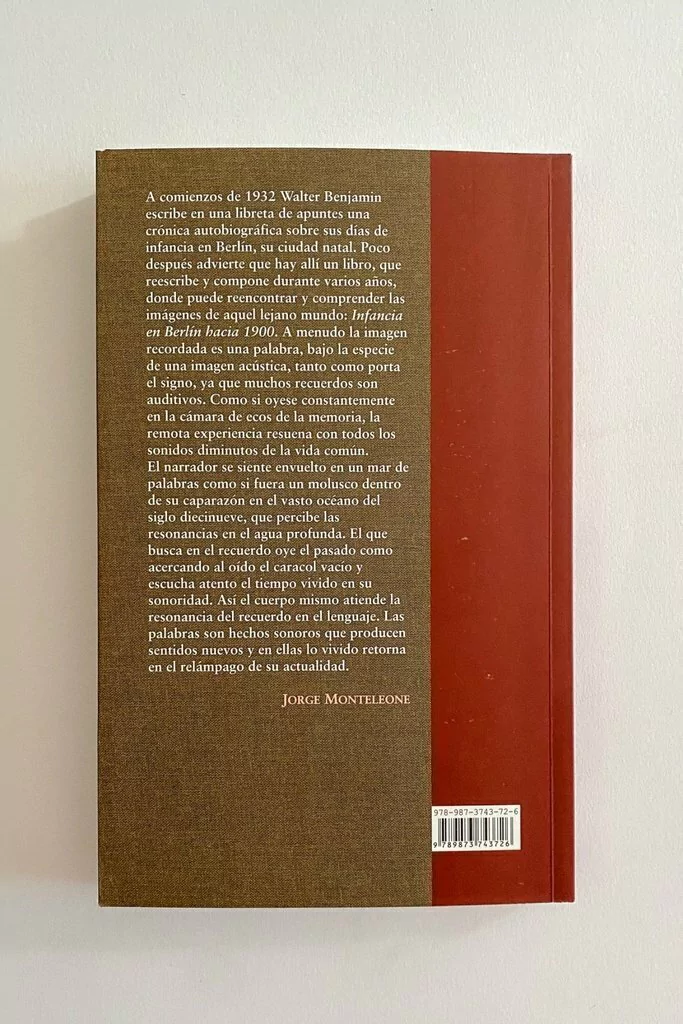 A comienzos de 1932 Walter Benjamin
escribe en una libreta de apuntes una
crónica autobiográfica sobre sus días de
infancia en Berlín, su ciudad natal. Poco
después advierte que hay allí un libro, que
reescribe y compone durante varios años,
donde puede reencontrar y comprender las
imágenes de aquel lejano mundo: Infancia
en Berlín hacia 1900. A menudo la imagen
recordada es una palabra, bajo la especie
de una imagen acústica, tanto como porta
el signo, ya que muchos recuerdos son
auditivos. Como si oyese constantemente
en la cámara de ecos de la memoria, la
remota experiencia resuena con todos los
sonidos diminutos de la vida común.
El narrador se siente envuelto en un mar de
palabras como si fuera un molusco dentro
de su caparazón en el vasto océano del
siglo diecinueve, que percibe las
resonancias en el agua profunda. El que
busca en el recuerdo oye el pasado como
acercando al oído el caracol vacío y
escucha atento el tiempo vivido en su
sonoridad. Así el cuerpo mismo atiende la
resonancia del recuerdo en el lenguaje. Las
palabras son hechos sonoros que producen
sentidos nuevos y en ellas lo vivido retorna
en el relámpago de su actualidad.
JORGE MONTELEONE
978-987-3743-72-6
9 789873 743726